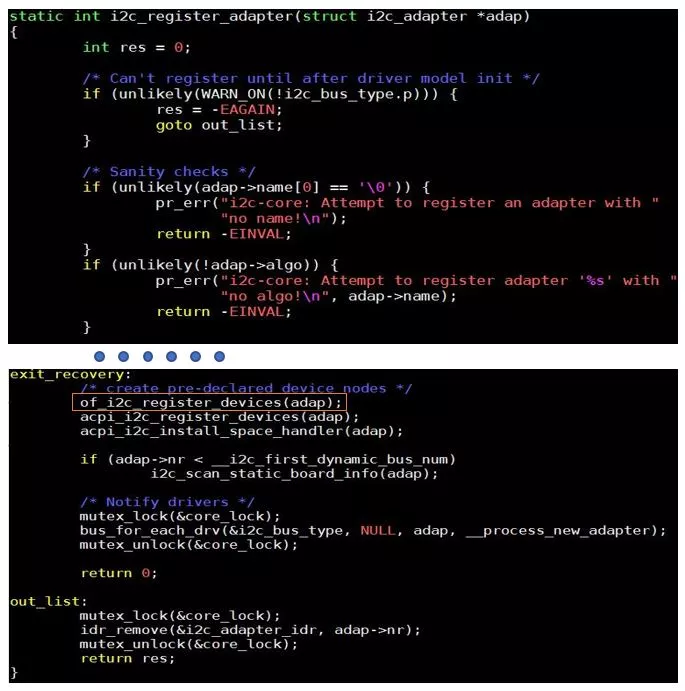 static int i2c_register_adapter(struct i2c_adapter *adap)
{
        int res = 0;

        /* Can't register until after driver model init */
        if (unlikely(WARN_ON(!i2c_bus_type.p))) {
                res = -EAGAIN;
                goto out_list;
        }

        /* Sanity checks */
        if (unlikely(adap->name[0] == '\0')) {
                pr_err("i2c-core: Attempt to register an adapter with "
                       "no name!\n");
                return -EINVAL;
        }
        if (unlikely(!adap->algo)) {
                pr_err("i2c-core: Attempt to register adapter '%s' with "
                       "no algo!\n", adap->name);
                return -EINVAL;
        }
exit_recovery:
        /* create pre-declared device nodes */
        of_i2c_register_devices(adap);
        acpi_i2c_register_devices(adap);
        acpi_i2c_install_space_handler(adap);

        if (adap->nr < __i2c_first_dynamic_bus_num)
                i2c_scan_static_board_info(adap);

        /* Notify drivers */
        mutex_lock(&core_lock);
        bus_for_each_drv(&i2c_bus_type, NULL, adap, __process_new_adapter);
        mutex_unlock(&core_lock);

        return 0;

out_list:
        mutex_lock(&core_lock);
        idr_remove(&i2c_adapter_idr, adap->nr);
        mutex_unlock(&core_lock);
        return res;
}